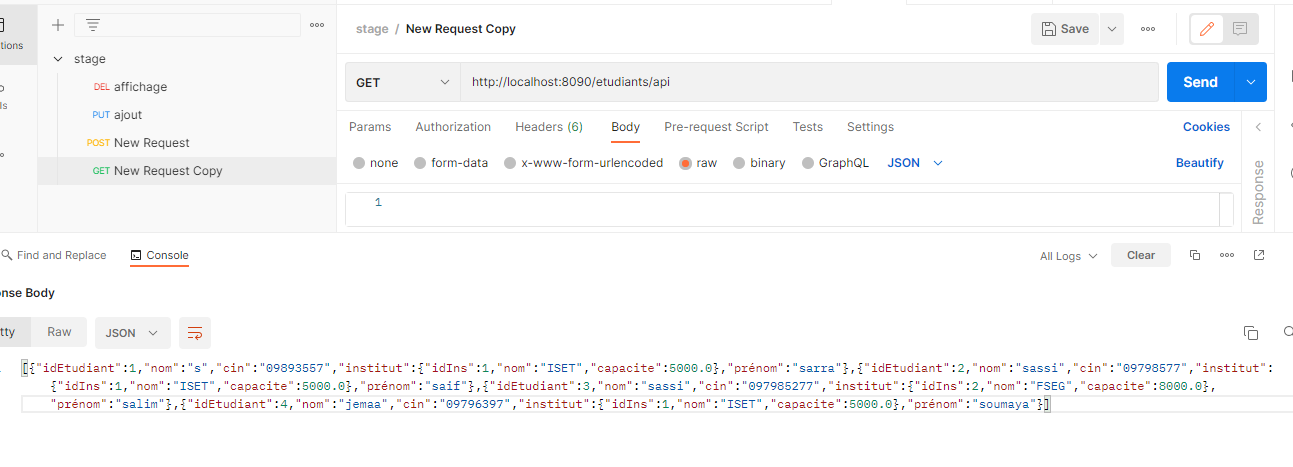 stage / New Request Copy
Save
tions
stage
DEL affichage
PUT ajout
POST New Request
GET New Request Copy
GET
http://localhost:8090/etudiants/api
Send
Params Authorization Headers (6) Body Pre-request Script Tests Settings Cookies
none form-data x-www-form-urlencoded raw binary GraphQL JSON Beautify
1
Response
Find and Replace Console All Logs Clear
onse Body
tty Raw JSON
[{"idEtudiant":1,"nom":"s","cin":"09893557","institut":{"idIns":1,"nom":"ISET","capacite":5000.0},"prénom":"sarra"},{"idEtudiant":2,"nom":"sassi","cin":"09798577","institut":
{"idIns":1,"nom":"ISET","capacite":5000.0},"prénom":"saif"},{"idEtudiant":3,"nom":"sassi","cin":"097985277","institut":{"idIns":2,"nom":"FSEG","capacite":8000.0},
"prénom":"salim"},{"idEtudiant":4,"nom":"jemaa","cin":"09796397","institut":{"idIns":1,"nom":"ISET","capacite":5000.0},"prénom":"soumaya"}]